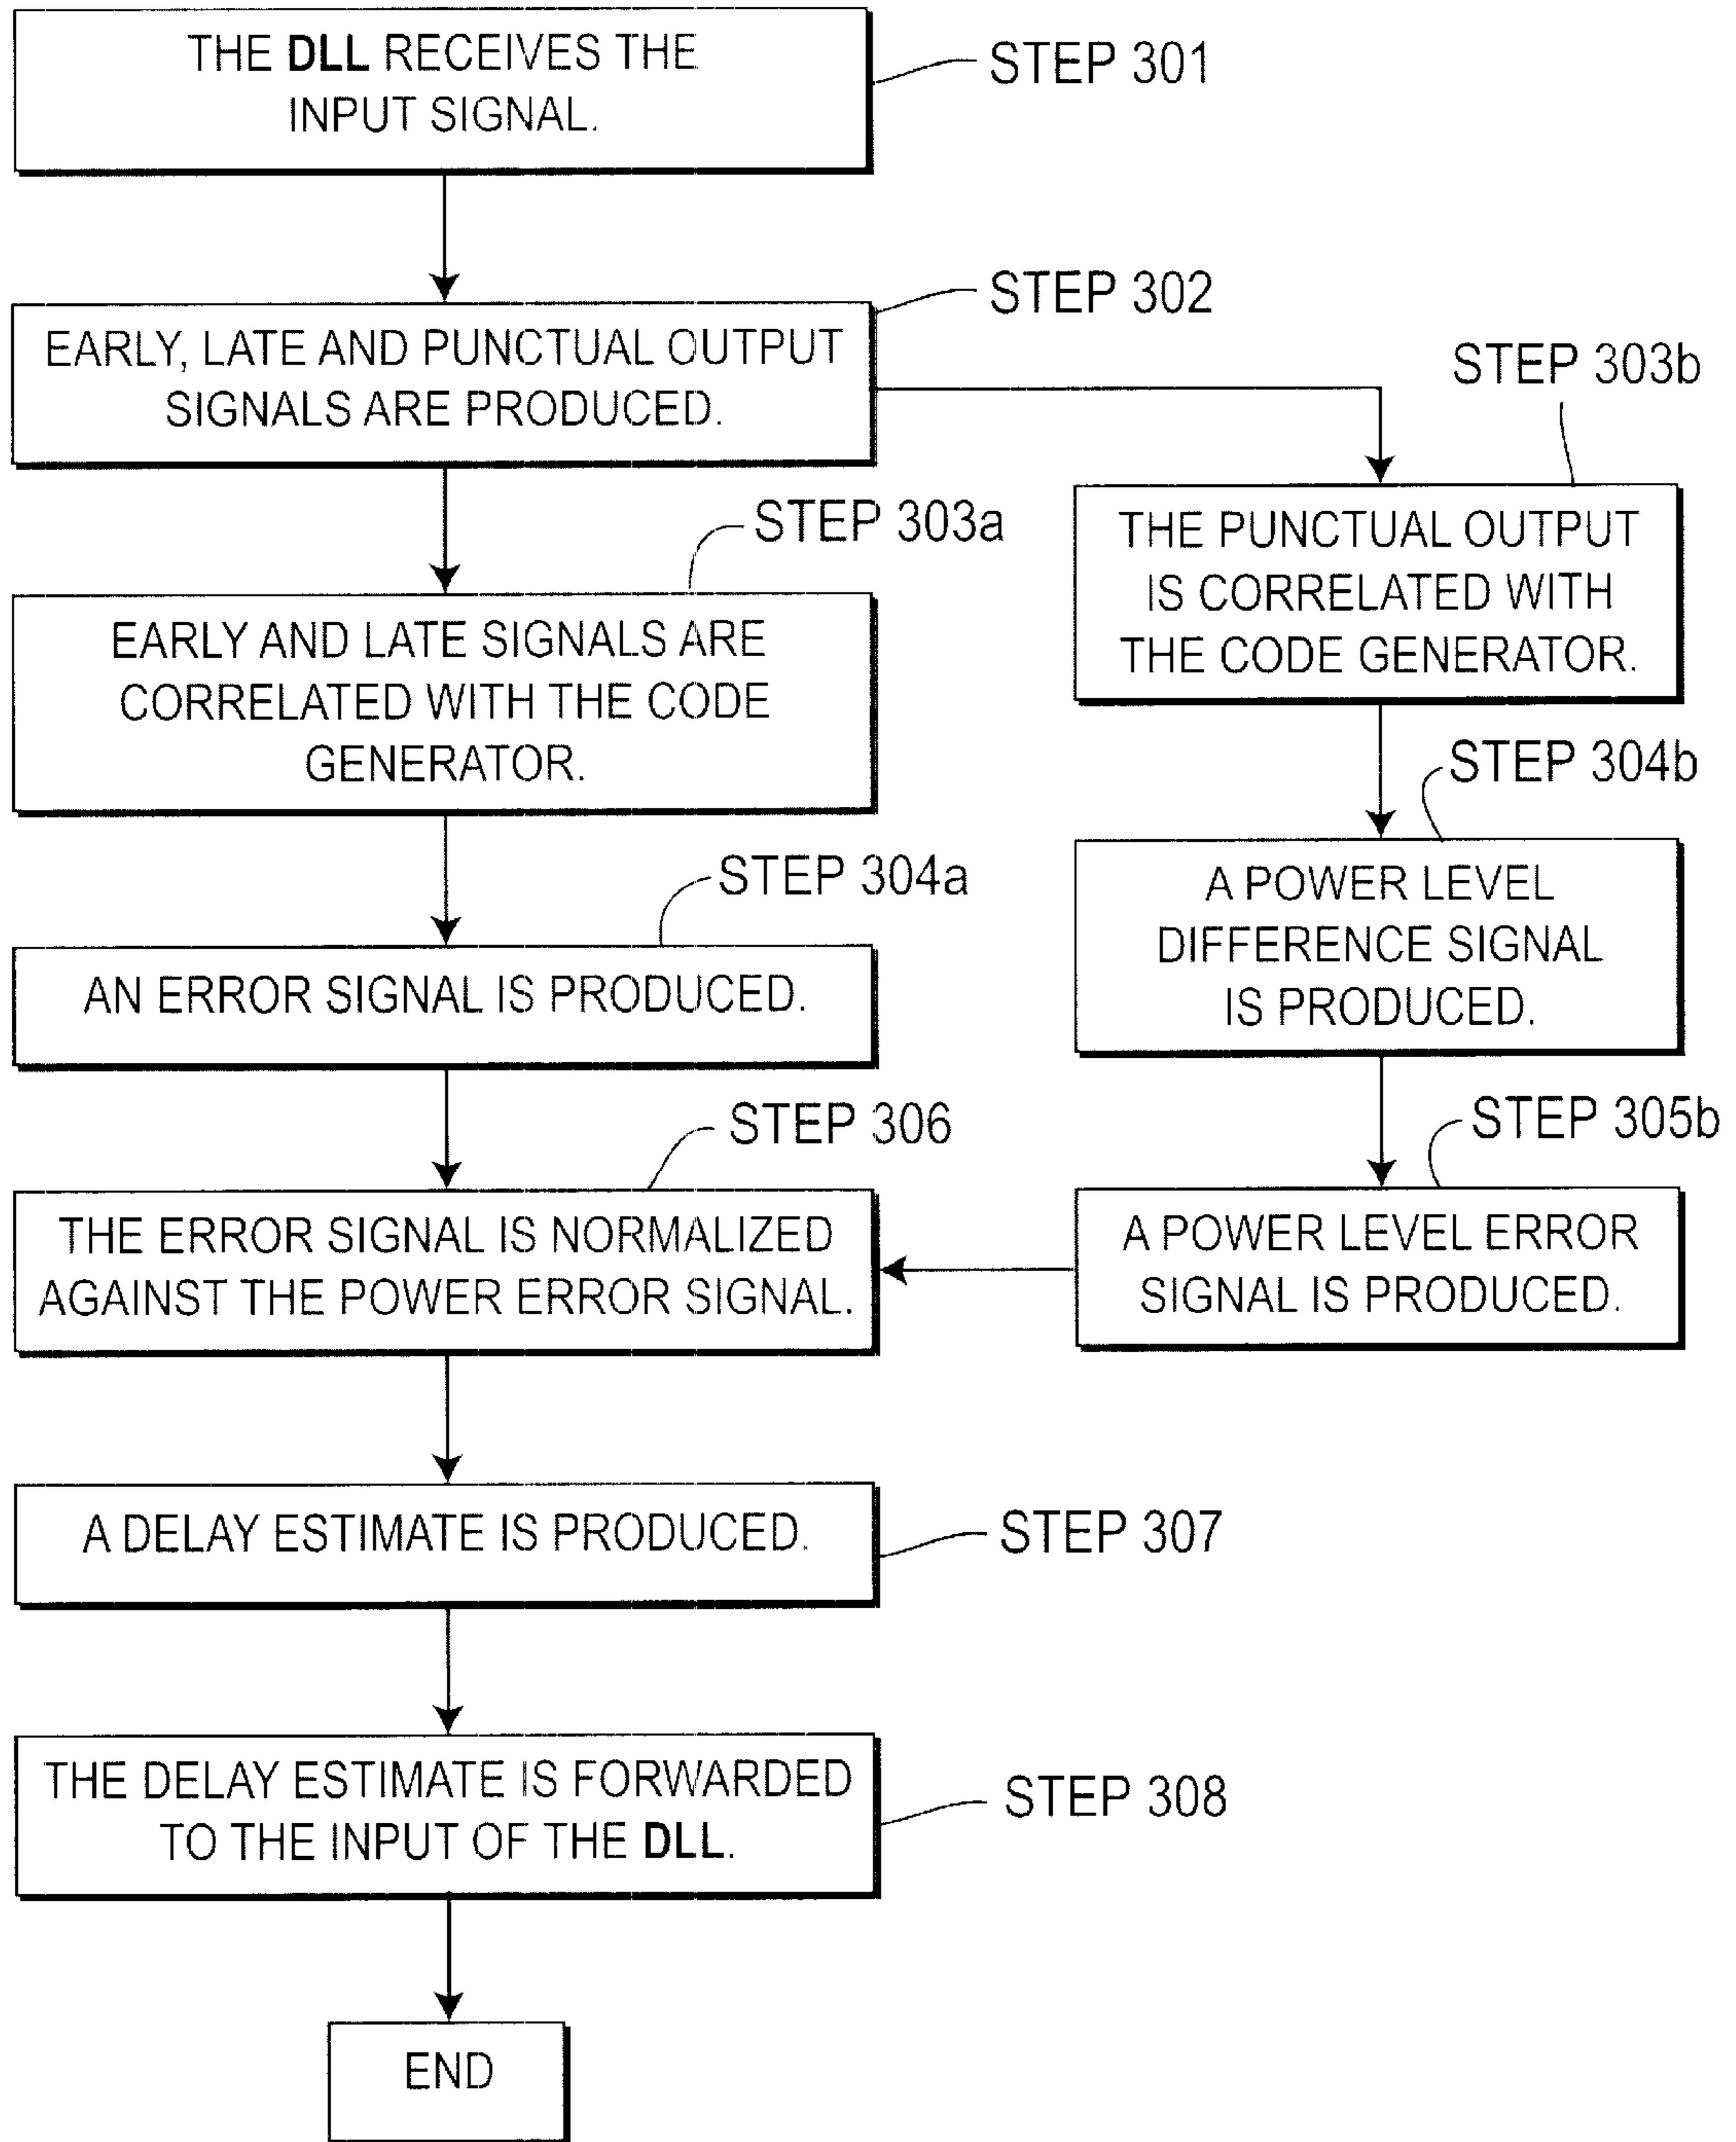 THE DLL RECEIVES THE
INPUT SIGNAL.
STEP 301
EARLY, LATE AND PUNCTUAL OUTPUT
SIGNALS ARE PRODUCED.
STEP 302
STEP 303a
EARLY AND LATE SIGNALS ARE
CORRELATED WITH THE CODE
GENERATOR.
STEP 303b
THE PUNCTUAL OUTPUT
IS CORRELATED WITH
THE CODE GENERATOR.
STEP 304a
AN ERROR SIGNAL IS PRODUCED.
STEP 304b
A POWER LEVEL
DIFFERENCE SIGNAL
IS PRODUCED.
STEP 305b
A POWER LEVEL ERROR
SIGNAL IS PRODUCED.
STEP 306
THE ERROR SIGNAL IS NORMALIZED
AGAINST THE POWER ERROR SIGNAL.
A DELAY ESTIMATE IS PRODUCED.
STEP 307
THE DELAY ESTIMATE IS FORWARDED
TO THE INPUT OF THE DLL.
STEP 308
END